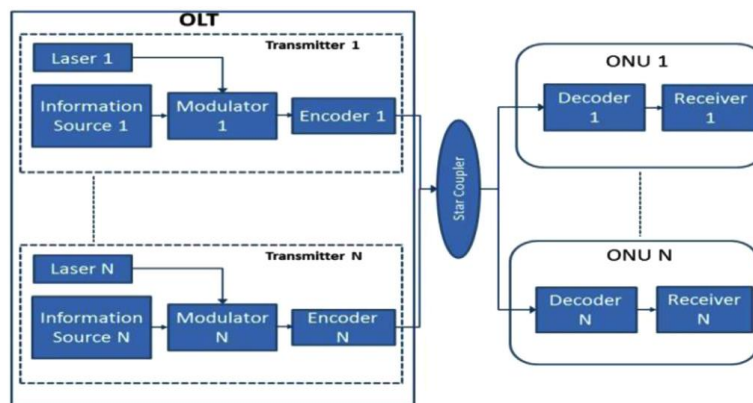 OLT
Transmitter 1
Laser 1
Information
Source 1
Modulator
1
Encoder 1
Transmitter N
Laser N
Information
Source N
Modulator
N
Encoder
N
Star Coupler
ONU 1
Decoder
1
Receiver
1
ONU N
Decoder
N
Receiver
N